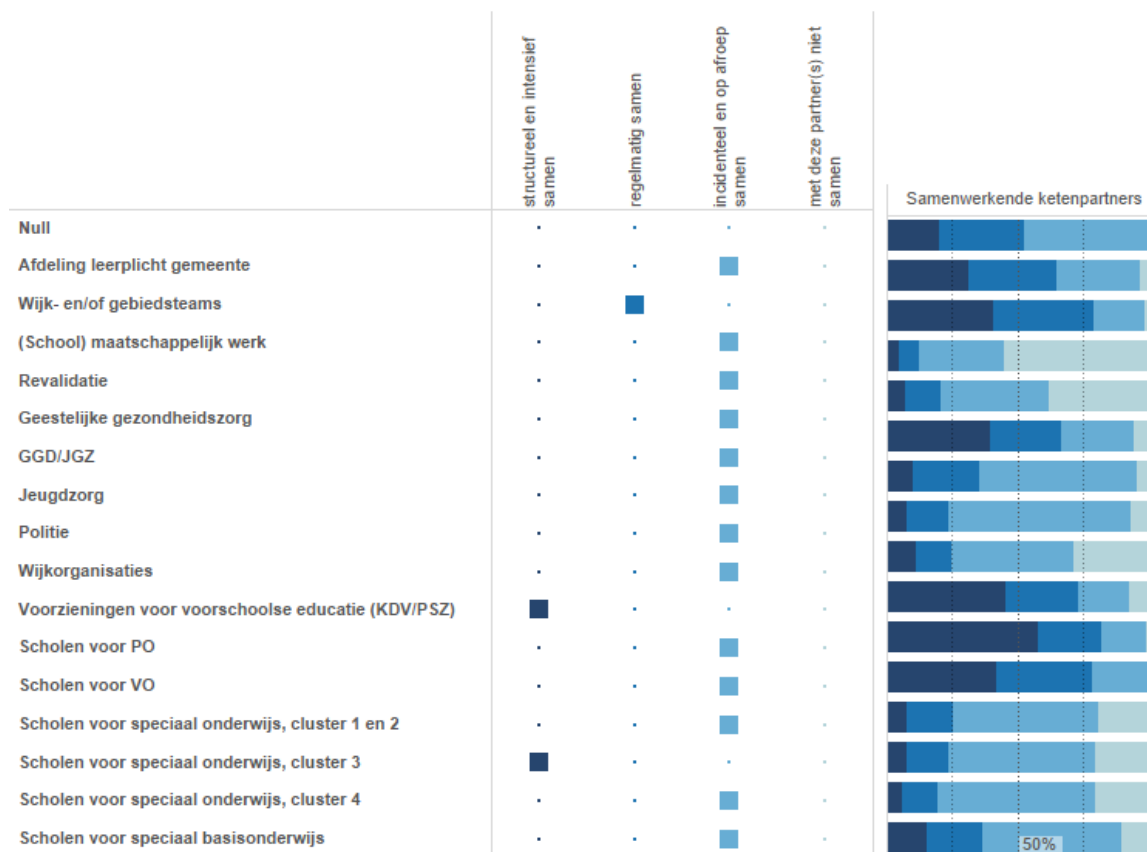 structureel en intensief
samen
regelmatig samen
incidenteel en op afroep
samen
met deze partner(s) niet
samen
Samenwerkende ketenpartners
Null
Afdeling leerplicht gemeente
Wijk- en/of gebiedsteams
(School) maatschappelijk werk
Revalidatie
Geestelijke gezondheidszorg
GGD/JGZ
Jeugdzorg
Politie
Wijkorganisaties
Voorzieningen voor voorschoolse educatie (KDV/PSZ)
Scholen voor PO
Scholen voor VO
Scholen voor speciaal onderwijs, cluster 1 en 2
Scholen voor speciaal onderwijs, cluster 3
Scholen voor speciaal onderwijs, cluster 4
Scholen voor speciaal basisonderwijs
50%